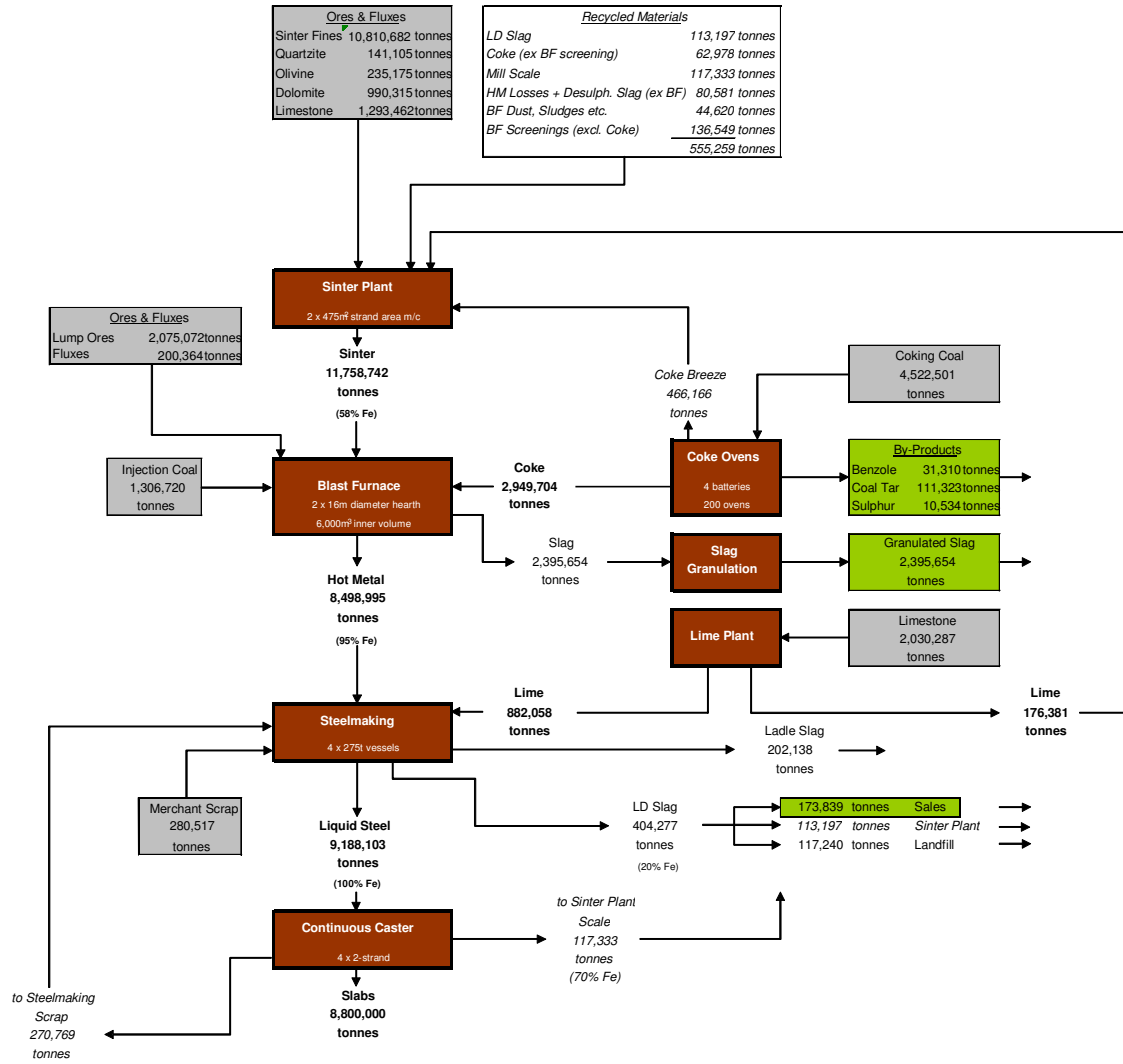 Ores & Fluxes
Sinter Fines 10,810,682 tonnes
Quartzite 141,105 tonnes
Olivine 235,175 tonnes
Dolomite 990,315 tonnes
Limestone 1,293,462 tonnes
Recycled Materials
LD Slag 113,197 tonnes
Coke (ex BF screening) 62,978 tonnes
Mill Scale 117,333 tonnes
HM Losses + Desulph. Slag (ex BF) 80,581 tonnes
BF Dust, Sludges etc. 44,620 tonnes
BF Screenings (excl. Coke) 136,549 tonnes
555,259 tonnes
Sinter Plant
2 x 475m² strand area m/c
Ores & Fluxes
Lump Ores 2,075,072 tonnes
Fluxes 200,364 tonnes
Sinter
11,758,742
tonnes
(58% Fe)
Coke Breeze
466,166
tonnes
Coking Coal
4,522,501
tonnes
Injection Coal
1,306,720
tonnes
Blast Furnace
2 x 16m diameter hearth
6,000m³ inner volume
Coke
2,949,704
tonnes
Coke Ovens
4 batteries
200 ovens
By-Products
Benzole 31,310 tonnes
Coal Tar 111,323 tonnes
Sulphur 10,534 tonnes
Slag
2,395,654
tonnes
Slag
Granulation
Granulated Slag
2,395,654
tonnes
Hot Metal
8,498,995
tonnes
(95% Fe)
Lime Plant
Limestone
2,030,287
tonnes
Steelmaking
4 x 275t vessels
Lime
882,058
tonnes
Lime
176,381
tonnes
Ladle Slag
202,138
tonnes
Merchant Scrap
280,517
tonnes
Liquid Steel
9,188,103
tonnes
(100% Fe)
LD Slag
404,277
tonnes
(20% Fe)
173,839 tonnes Sales
113,197 tonnes Sinter Plant
117,240 tonnes Landfill
Continuous Caster
4 x 2-strand
to Sinter Plant
Scale
117,333
tonnes
(70% Fe)
Slabs
8,800,000
tonnes
to Steelmaking
Scrap
270,769
tonnes